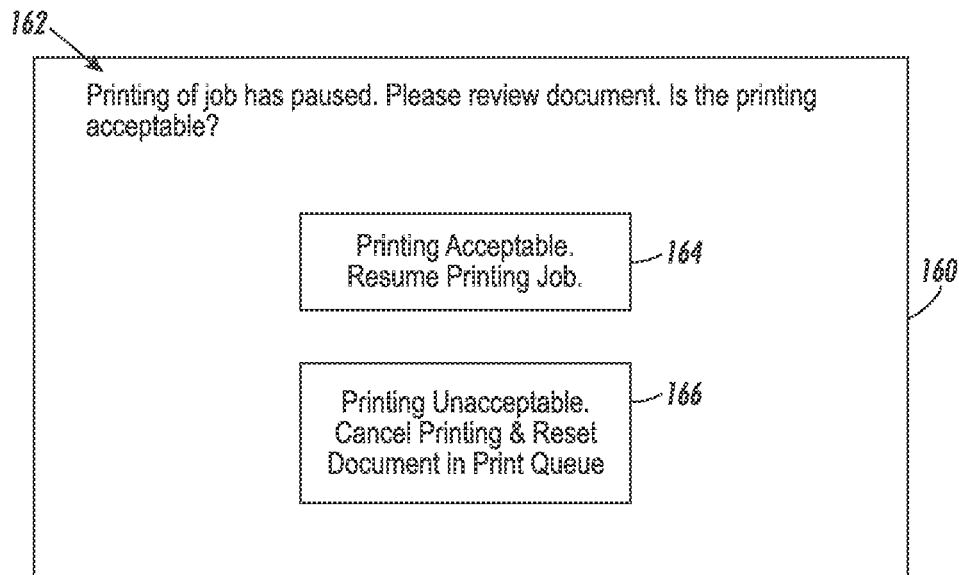 162
Printing of job has paused. Please review document. Is the printing
acceptable?
Printing Acceptable.
Resume Printing Job.
164
160
Printing Unacceptable.
Cancel Printing & Reset
Document in Print Queue
166